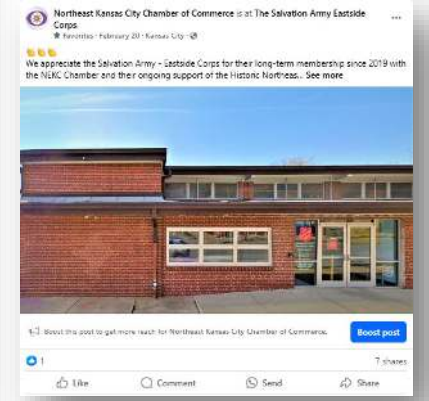 Northeast Kansas City Chamber of Commerce is at The Salvation Army Eastside
Corps.
Favorites · February 20 · Kansas City ·
We appreciate the Salvation Army - Eastside Corps for their long-term membership since 2019 with
the NEKC Chamber and their ongoing support of the Historic Northeas... See more
Boost this post to get more reach for Northeast Kansas City Chamber of Commerce.
Boost post
1
7 shares
Like
Comment
Send
Share